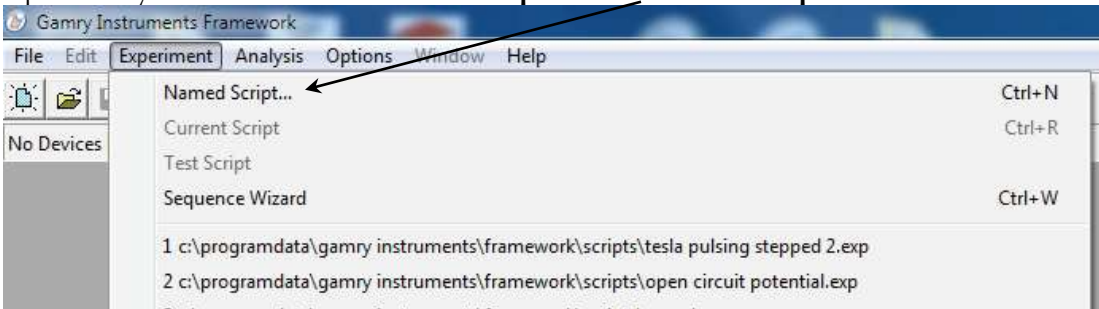 Gamry Instruments Framework
File Edit Experiment Analysis Options Window Help
Named Script... Ctrl+N
Current Script Ctrl+R
No Devices
Test Script
Sequence Wizard Ctrl+W
1 c:\programdata\gamry instruments\framework\scripts\tesla pulsing stepped 2.exp
2 c:\programdata\gamry instruments\framework\scripts\open circuit potential.exp